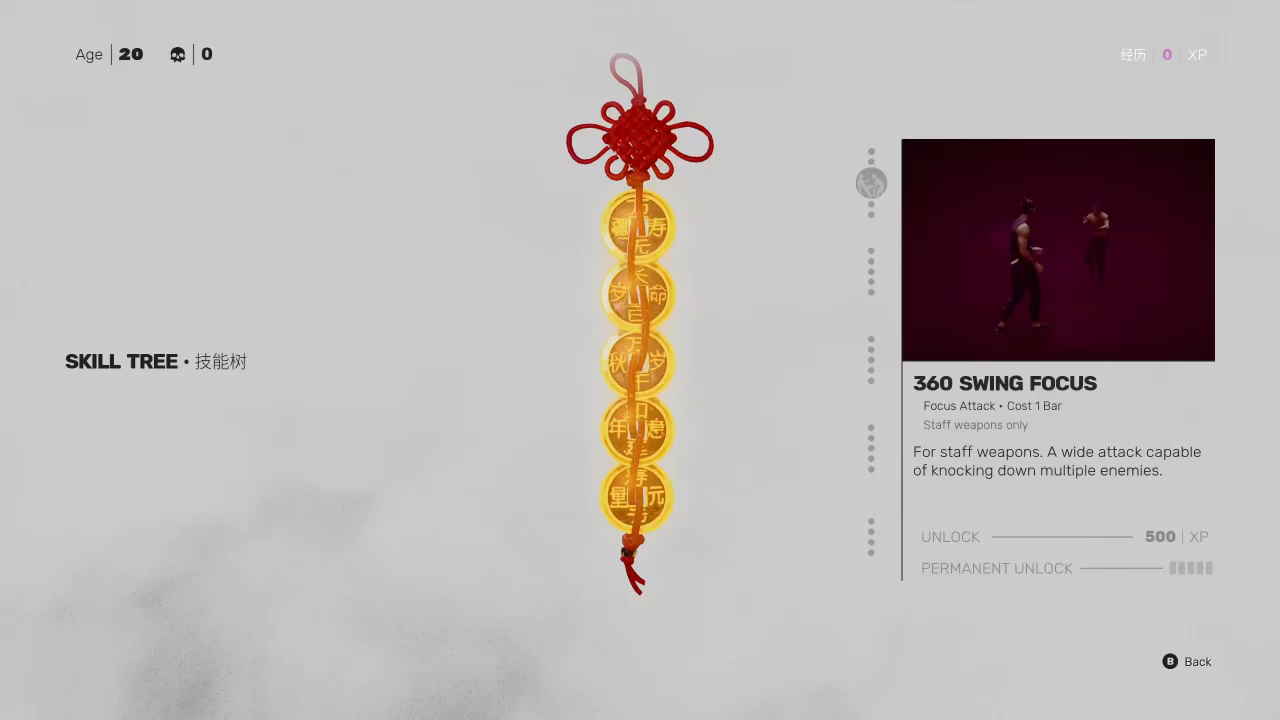 Age 20 0
经历 0 XP
SKILL TREE • 技能树
360 SWING FOCUS
Focus Attack • Cost 1 Bar
Staff weapons only
For staff weapons. A wide attack capable
of knocking down multiple enemies.
UNLOCK 500 XP
PERMANENT UNLOCK
B Back